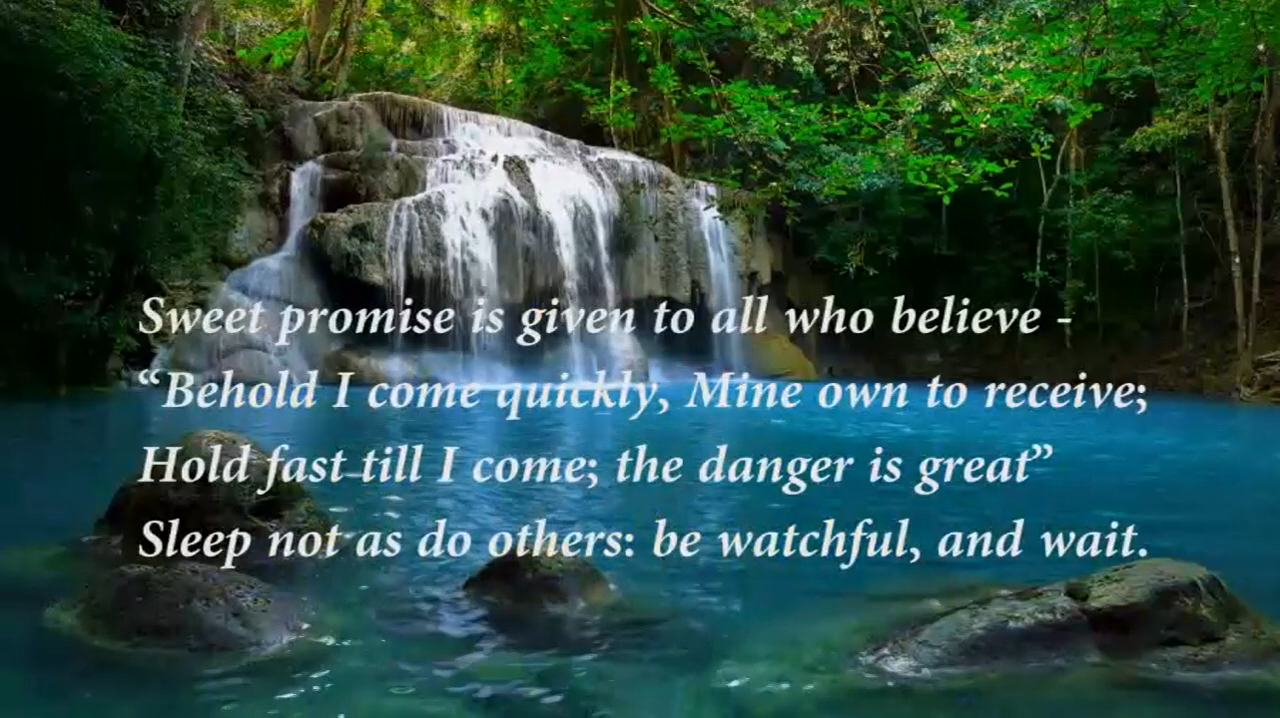 Sweet promise is given to all who believe -
“Behold I come quickly, Mine own to receive;
Hold fast till I come; the danger is great”
Sleep not as do others: be watchful, and wait.